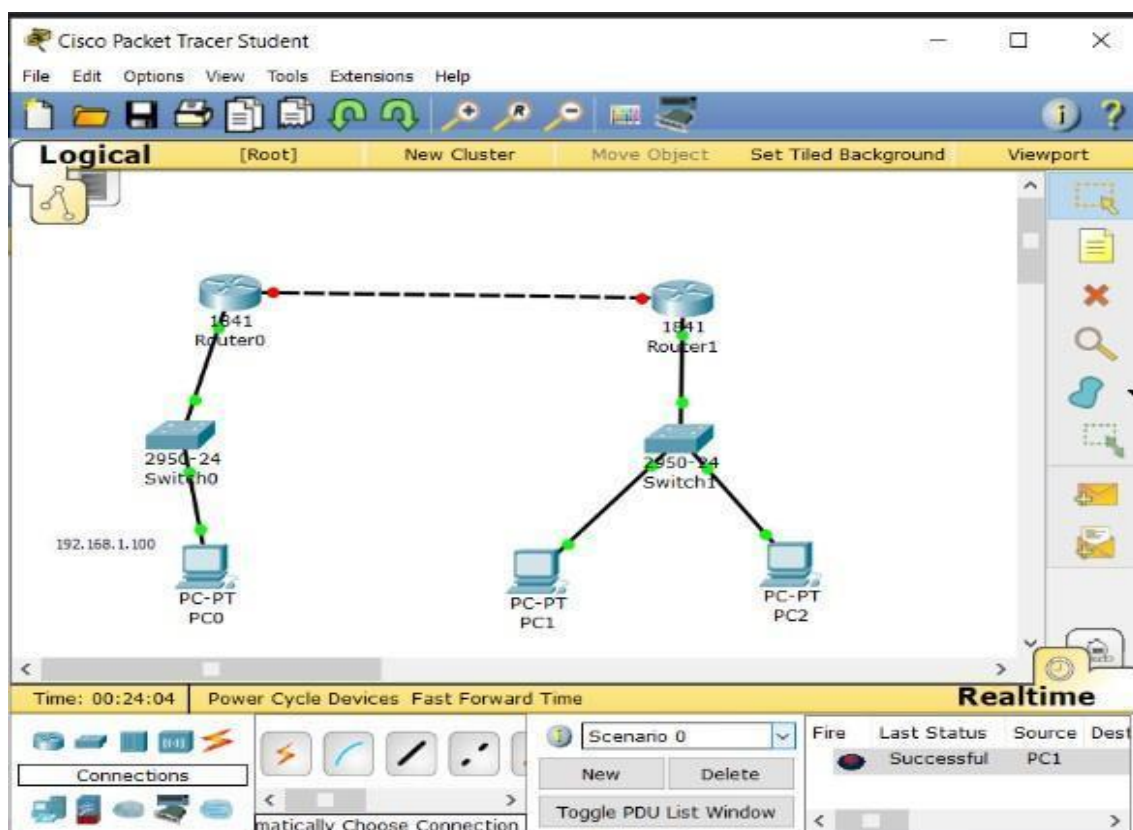 Cisco Packet Tracer Student
File Edit Options View Tools Extensions Help
Logical [Root] New Cluster Move Object Set Tiled Background Viewport
1841
Router0
1841
Router1
2950-24
Switch0
2950-24
Switch1
192.168.1.100
PC-PT
PC0
PC-PT
PC1
PC-PT
PC2
Time: 00:24:04 Power Cycle Devices Fast Forward Time Realtime
Connections
matically Choose Connection
Scenario 0
New Delete
Toggle PDU List Window
Fire Last Status Source Dest
Successful PC1